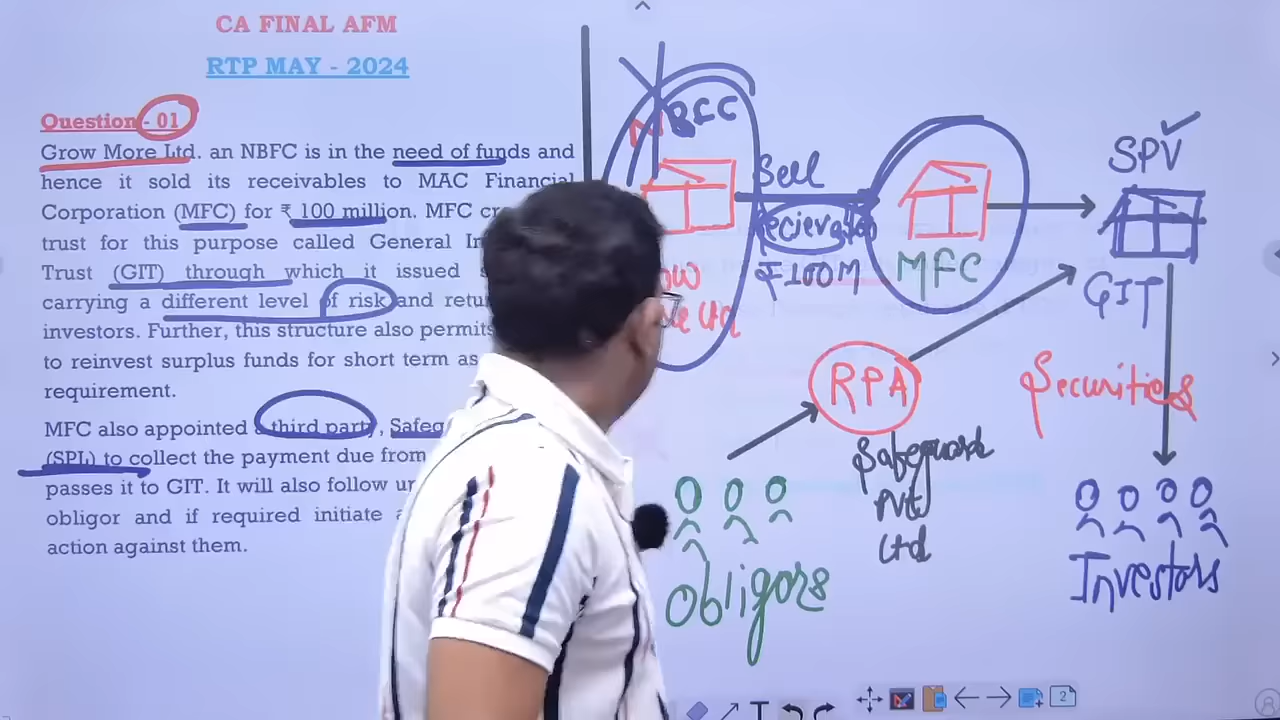 CA FINAL AFM
RTP MAY - 2024
Question - 01
Grow More Ltd. an NBFC is in the need of funds and
hence it sold its receivables to MAC Financial
Corporation (MFC) for ₹ 100 million. MFC
trust for this purpose called General
Trust (GIT) through which it issued
carrying a different level of risk and
investors. Further, this structure also permits
to reinvest surplus funds for short term as
requirement.
MFC also appointed third party,
(SPL) to collect the payment due from
passes it to GIT. It will also follow
obligor and if required initiate
action against them.
NBFC
Sell
₹ 100M
MFC
SPV
GIT
RPA
Safeguard
Pvt
Ltd
Securities
Obligors
Investors
2